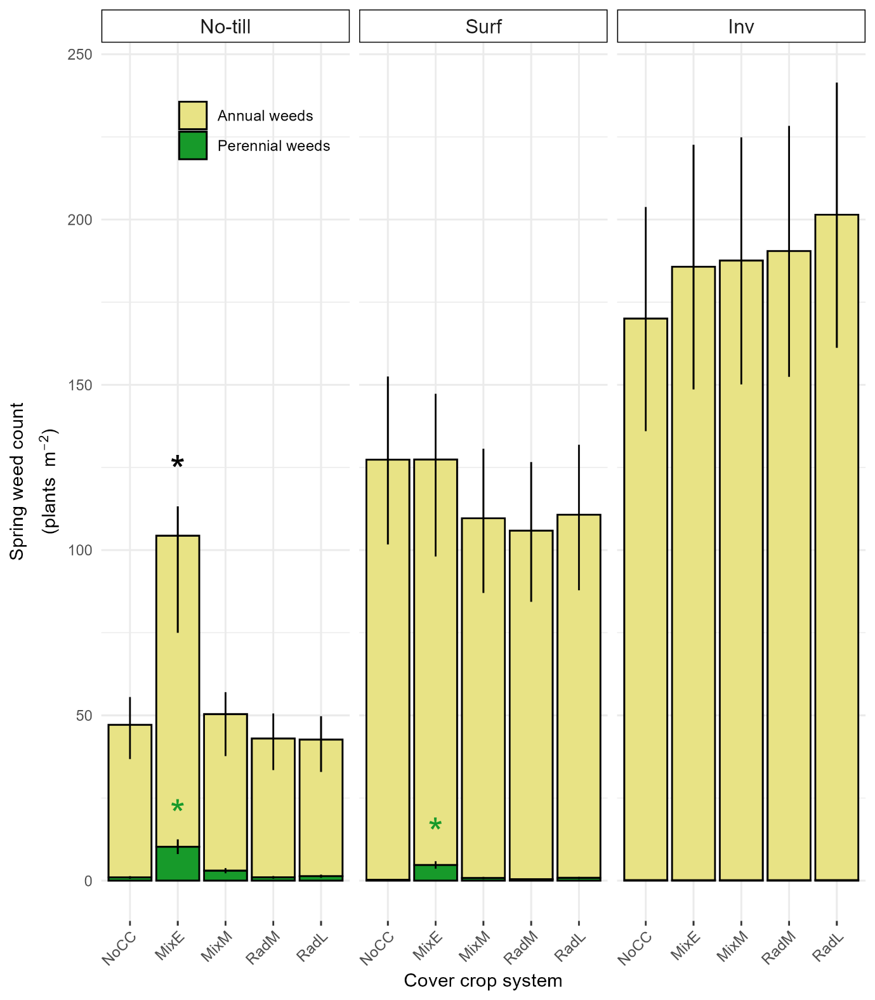 No-till Surf Inv
250
200
150
100
50
0
Annual weeds
Perennial weeds
*
*
*
Spring weed count
(plants m⁻²)
NoCC MixE MixM RadM RadL NoCC MixE MixM RadM RadL NoCC MixE MixM RadM RadL
Cover crop system